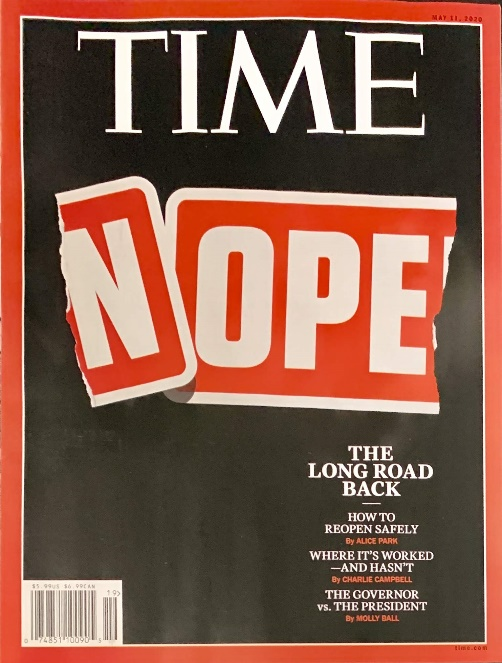 MAY 11, 2020
TIME
NOPE
THE
LONG ROAD
BACK
HOW TO
REOPEN SAFELY
By ALICE PARK
WHERE IT'S WORKED
—AND HASN'T
By CHARLIE CAMPBELL
THE GOVERNOR
vs. THE PRESIDENT
By MOLLY BALL
$5.99US $6.99CAN
19>
0 74851 10090 3
time.com